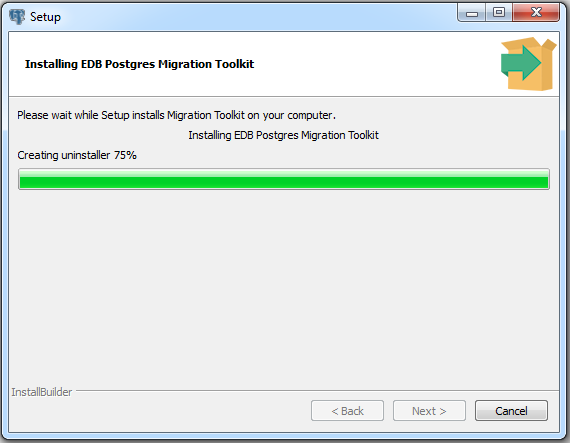 Setup
Installing EDB Postgres Migration Toolkit
Please wait while Setup installs Migration Toolkit on your computer.
Installing EDB Postgres Migration Toolkit
Creating uninstaller 75%
InstallBuilder
< Back Next > Cancel